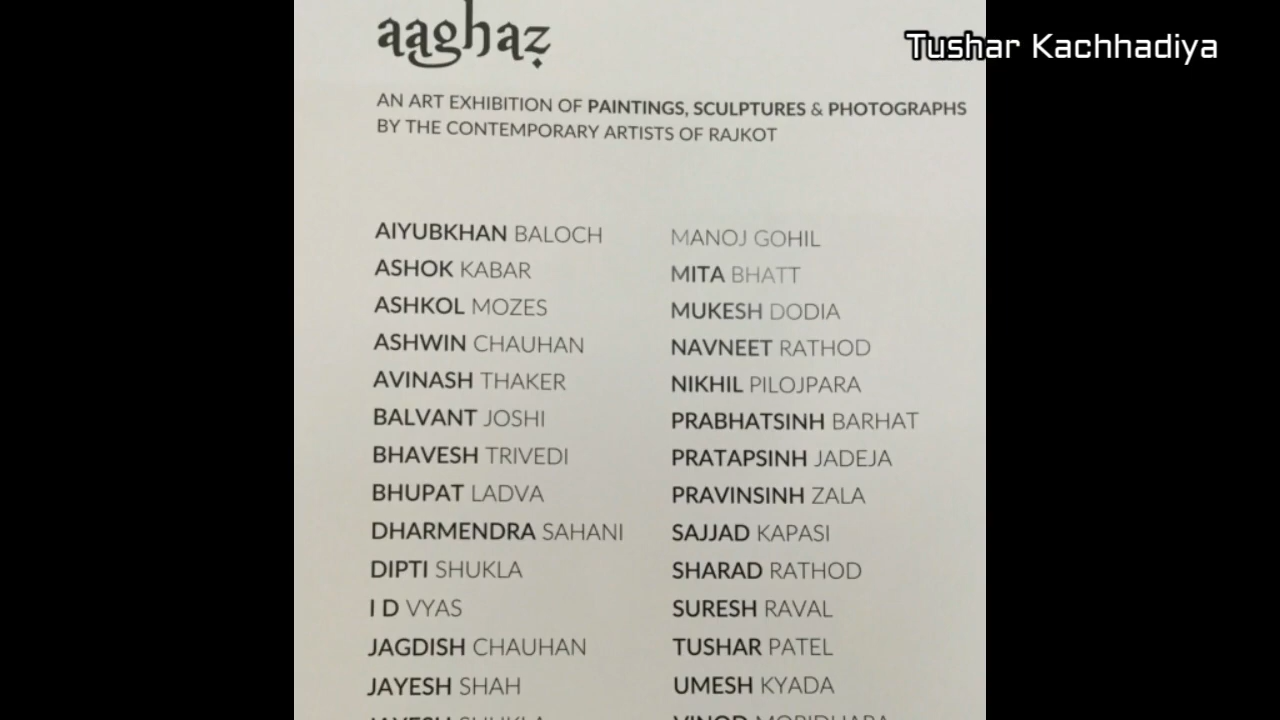 aaghaz
Tushar Kachhadiya
AN ART EXHIBITION OF PAINTINGS, SCULPTURES & PHOTOGRAPHS
BY THE CONTEMPORARY ARTISTS OF RAJKOT
AIYUBKHAN BALOCH
ASHOK KABAR
ASHKOL MOZES
ASHWIN CHAUHAN
AVINASH THAKER
BALVANT JOSHI
BHAVESH TRIVEDI
BHUPAT LADVA
DHARMENDRA SAHANI
DIPTI SHUKLA
I D VYAS
JAGDISH CHAUHAN
JAYESH SHAH
JAYESH SHUKLA
MANOJ GOHIL
MITA BHATT
MUKESH DODIA
NAVNEET RATHOD
NIKHIL PILOJPARA
PRABHATSINH BARHAT
PRATAPSINH JADEJA
PRAVINSINH ZALA
SAJJAD KAPASI
SHARAD RATHOD
SURESH RAVAL
TUSHAR PATEL
UMESH KYADA
VINOD